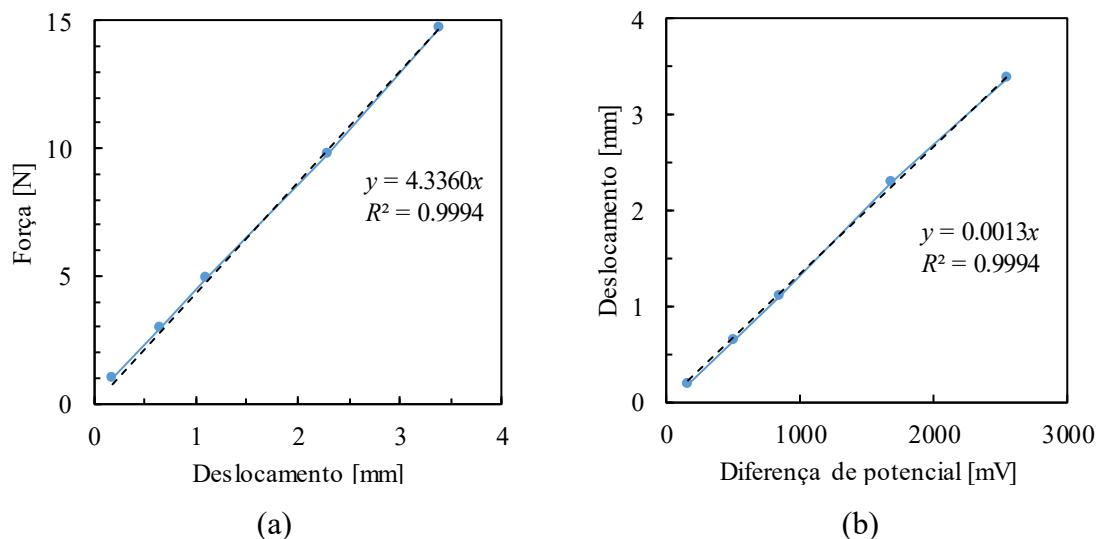 15
10
5
0
Força [N]
y = 4.3360x
R² = 0.9994
0 1 2 3 4
Deslocamento [mm]
(a)
4
3
2
1
0
Deslocamento [mm]
y = 0.0013x
R² = 0.9994
0 1000 2000 3000
Diferença de potencial [mV]
(b)